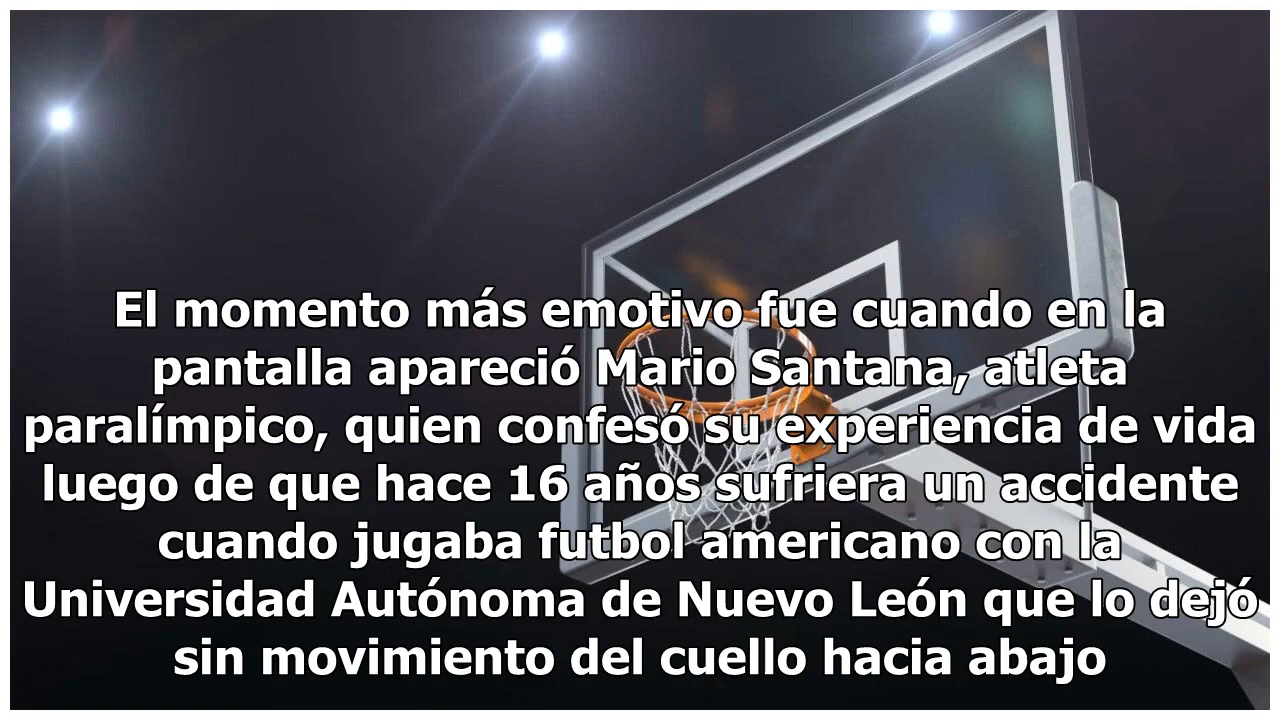 El momento más emotivo fue cuando en la
pantalla apareció Mario Santana, atleta
paralímpico, quien confesó su experiencia de vida
luego de que hace 16 años sufriera un accidente
cuando jugaba futbol americano con la
Universidad Autónoma de Nuevo León que lo dejó
sin movimiento del cuello hacia abajo